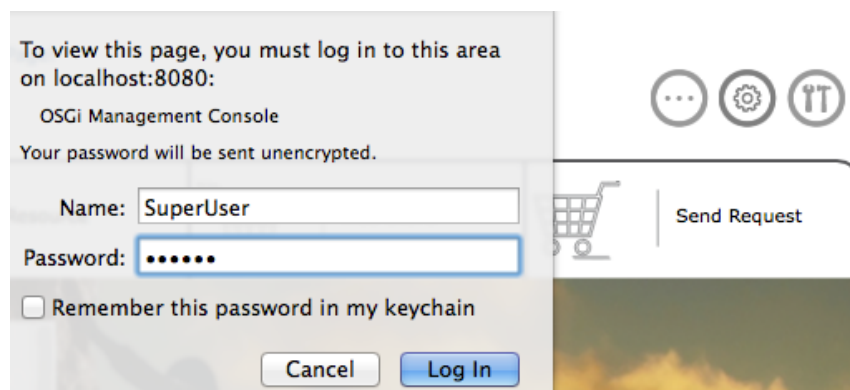 To view this page, you must log in to this area
on localhost:8080:
OSGi Management Console
Your password will be sent unencrypted.
Name: SuperUser
Password: ••••••
Send Request
Remember this password in my keychain
Cancel Log In